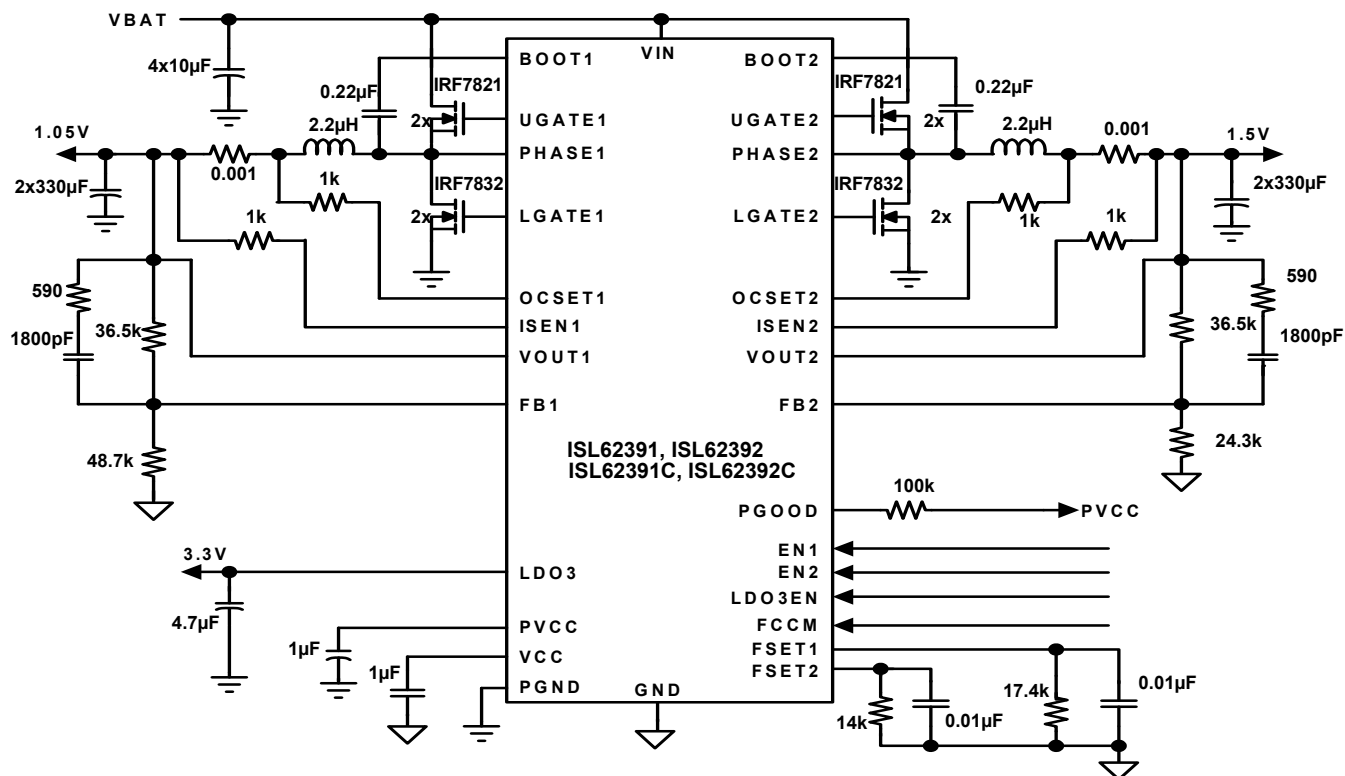 VBAT
4x10µF
0.22µF
IRF7821
2x
2.2µH
1.05V
0.001
2x330µF
1k
1k
IRF7832
2x
590
1800pF
36.5k
48.7k
3.3V
4.7µF
1µF
1µF
BOOT1
UGATE1
PHASE1
LGATE1
OCSET1
ISEN1
VOUT1
FB1
LDO3
PVCC
VCC
PGND
VIN
ISL62391, ISL62392
ISL62391C, ISL62392C
GND
BOOT2
UGATE2
PHASE2
LGATE2
OCSET2
ISEN2
VOUT2
FB2
PGOOD
EN1
EN2
LDO3EN
FCCM
FSET1
FSET2
IRF7821
2x
0.22µF
2.2µH
0.001
1.5V
2x330µF
IRF7832
2x
1k
1k
590
36.5k
1800pF
24.3k
100k
PVCC
14k
0.01µF
17.4k
0.01µF